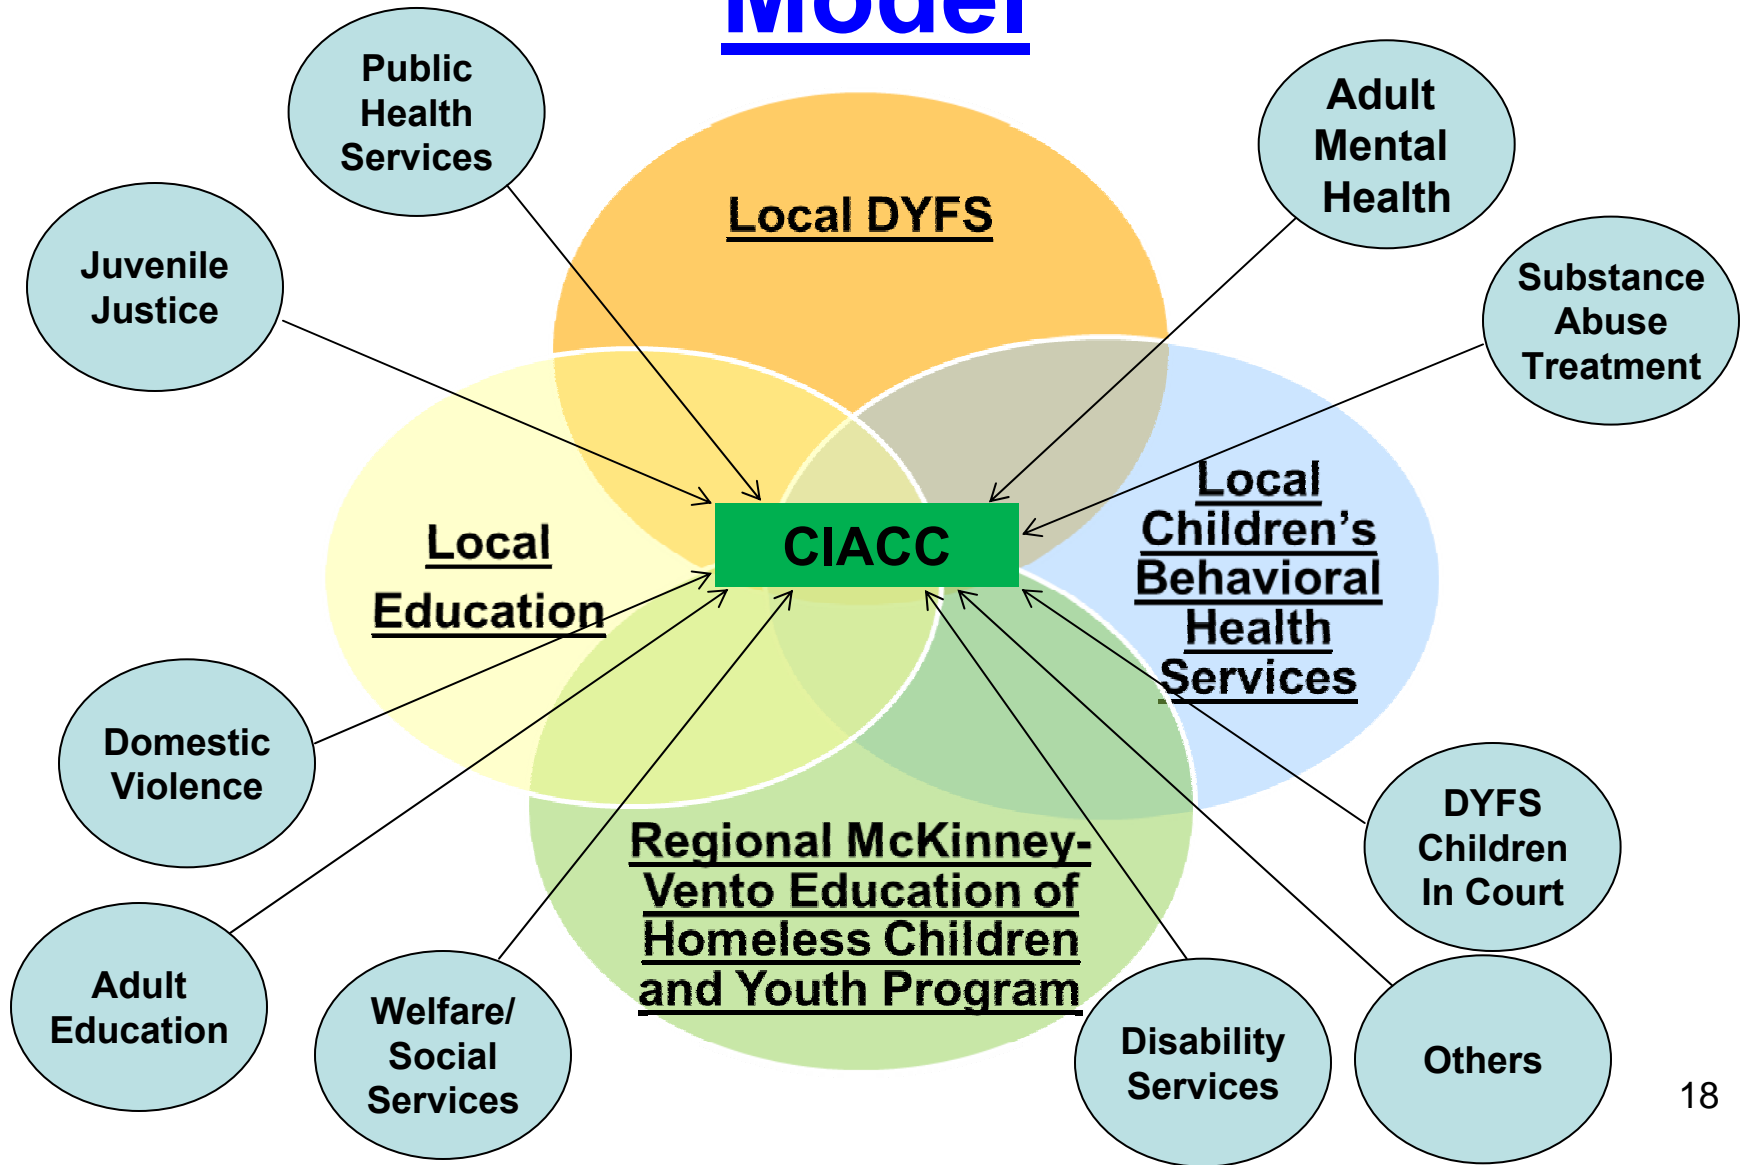 Model
Public
Health
Services
Adult
Mental
Health
Local DYFS
Juvenile
Justice
Substance
Abuse
Treatment
Local
Education
CIACC
Local
Children’s
Behavioral
Health
Services
Domestic
Violence
Regional McKinney-
Vento Education of
Homeless Children
and Youth Program
DYFS
Children
In Court
Adult
Education
Welfare/
Social
Services
Disability
Services
Others
18